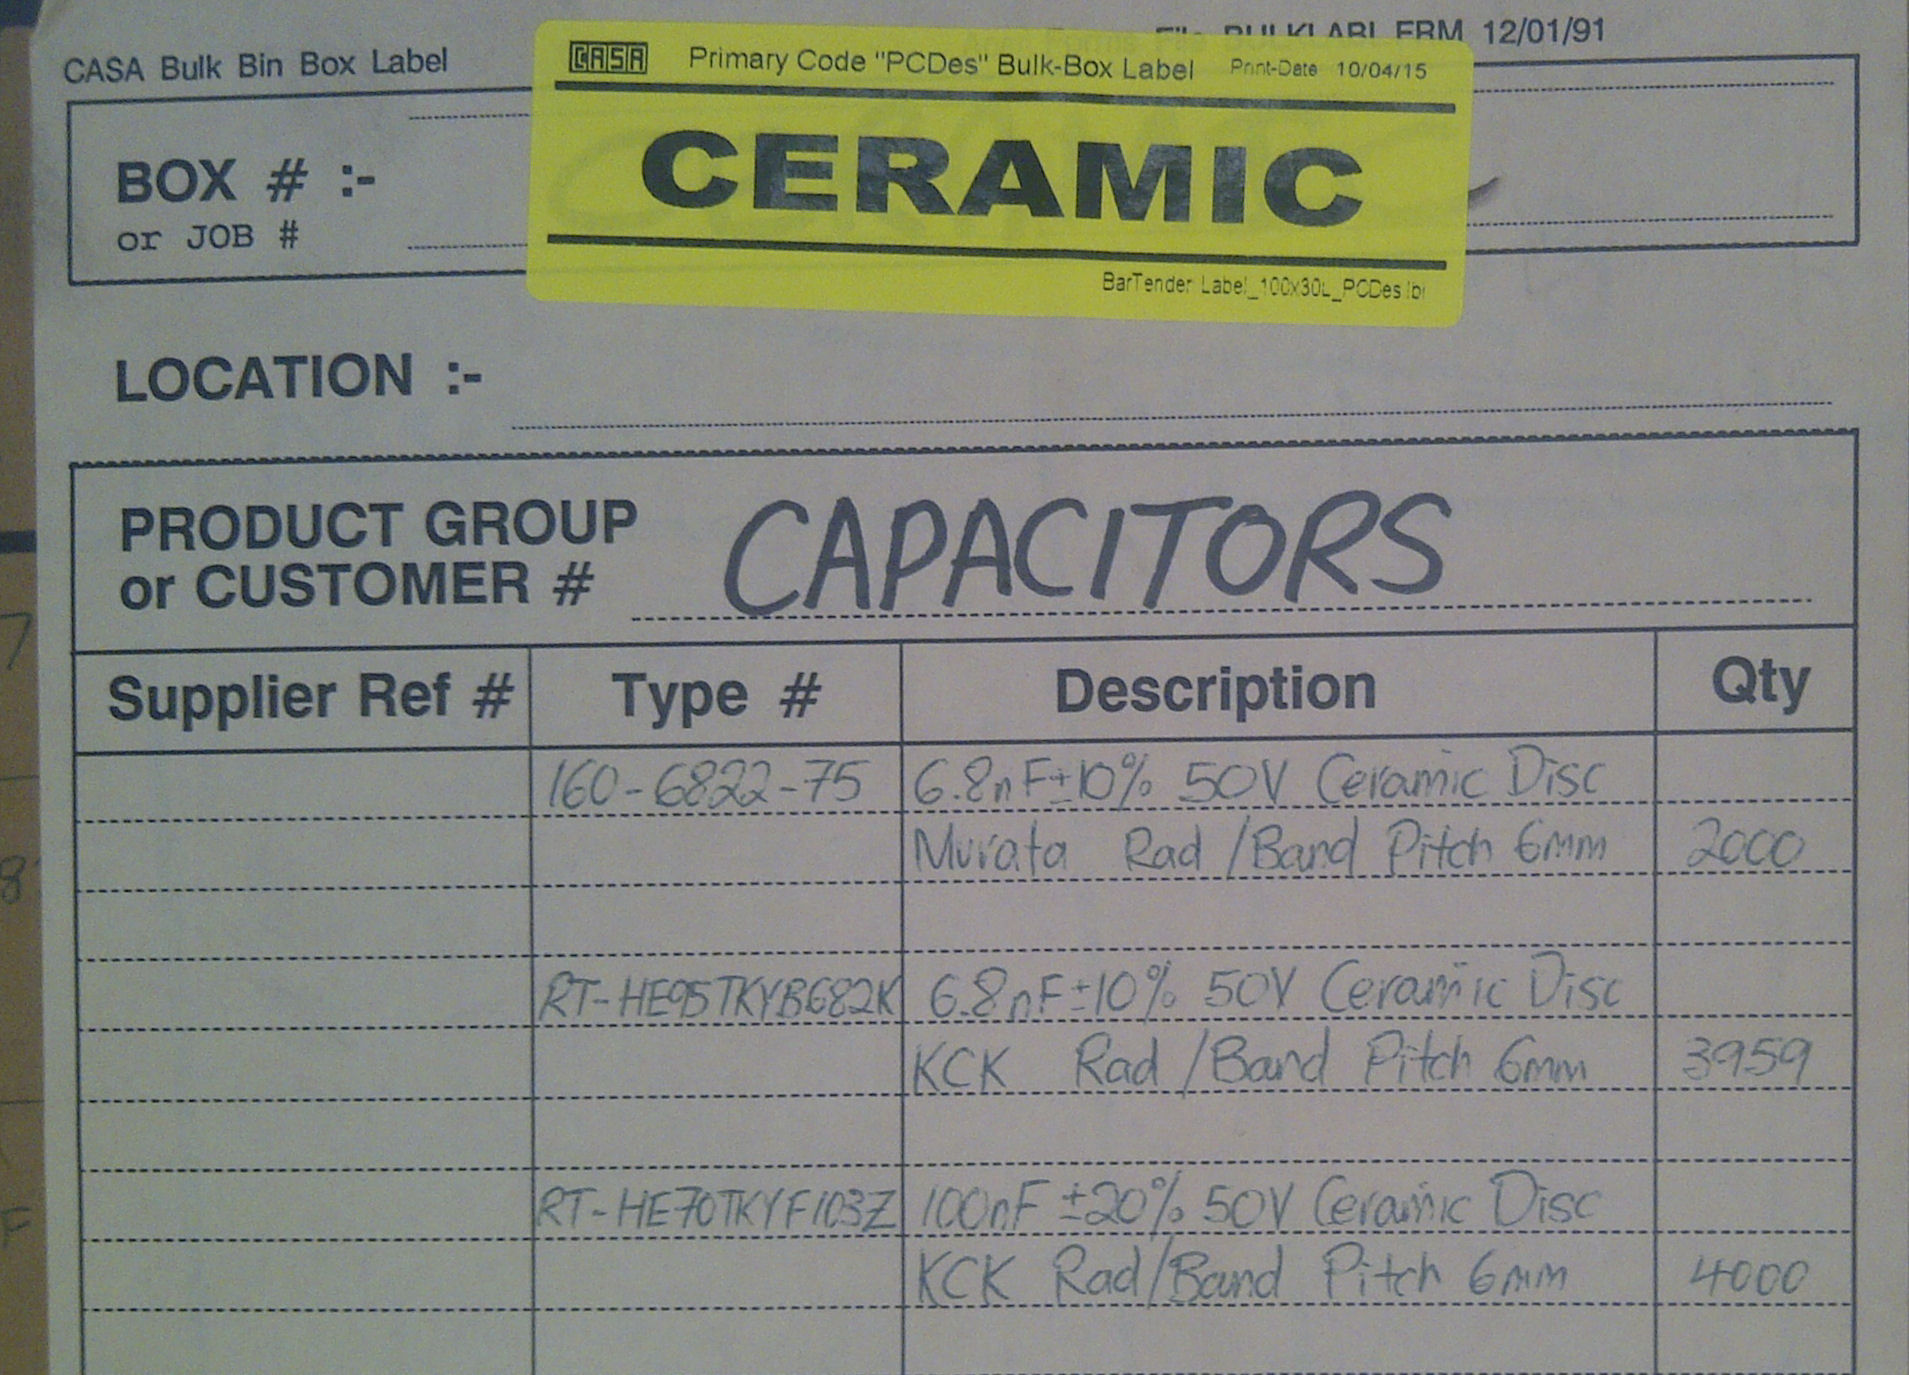 CASA Bulk Bin Box Label
FRM 12/01/91
CASA Primary Code "PCDes" Bulk-Box Label Print-Date 10/04/15
CERAMIC
BarTender Label_100x30L_PCDes.lbl
BOX # :-
or JOB #
LOCATION :-
PRODUCT GROUP
or CUSTOMER # CAPACITORS
Supplier Ref # Type # Description Qty
160-6822-75 6.8nF±10% 50V Ceramic Disc
Murata Rad/Band Pitch 6mm 2000
RT-HE95TKYB682K 6.8nF±10% 50V Ceramic Disc
KCK Rad/Band Pitch 6mm 3959
RT-HE70TKYF103Z 100nF ±20% 50V Ceramic Disc
KCK Rad/Band Pitch 6mm 4000
7
8
F